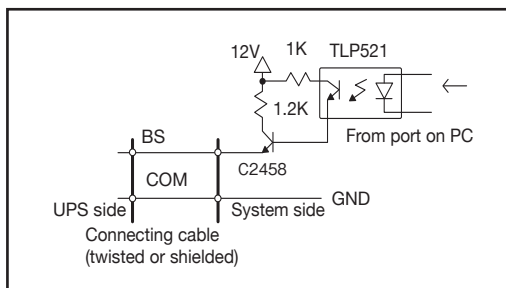 12V
1K
TLP521
1.2K
From port on PC
BS
C2458
COM
GND
UPS side
System side
Connecting cable
(twisted or shielded)